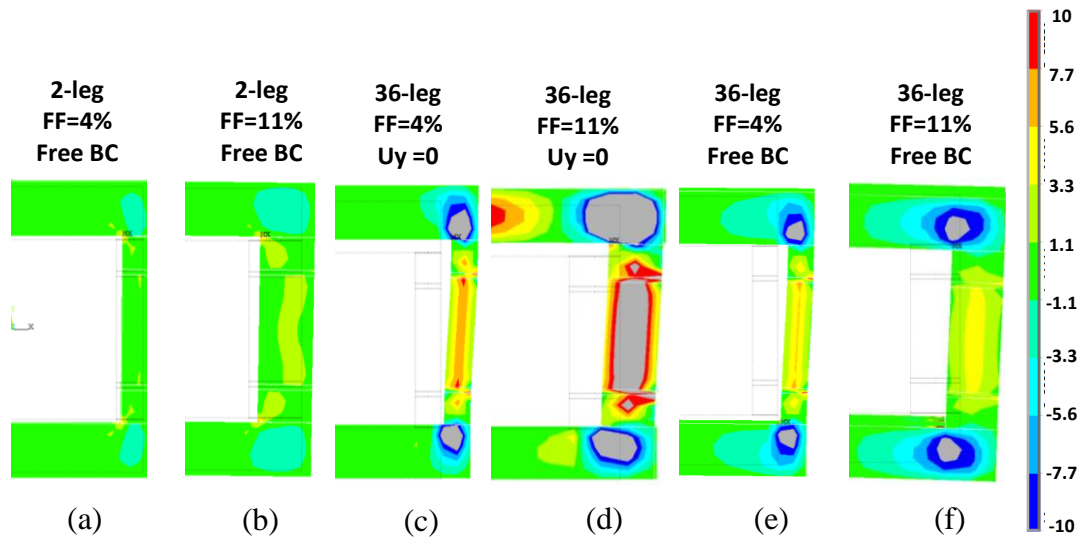 2-leg
FF=4%
Free BC
2-leg
FF=11%
Free BC
36-leg
FF=4%
Uy =0
36-leg
FF=11%
Uy =0
36-leg
FF=4%
Free BC
36-leg
FF=11%
Free BC
10
7.7
5.6
3.3
1.1
-1.1
-3.3
-5.6
-7.7
-10
X
(a)
(b)
(c)
(d)
(e)
(f)